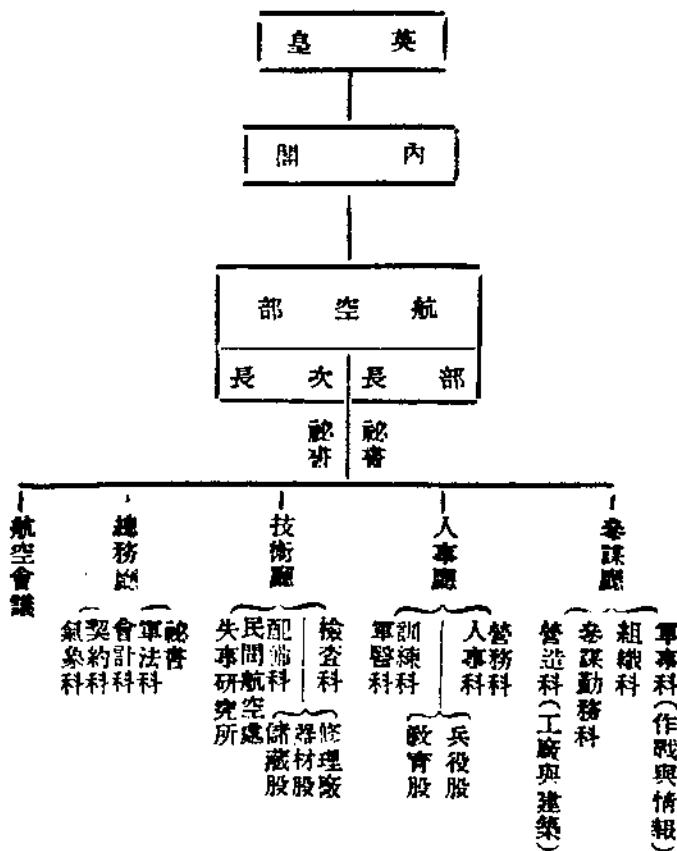 英皇
內閣
航空部
部長
次長
祕書
祕書
參謀廳
人事廳
技術廳
總務廳
航空會議
軍事科(作戰與情報)
組織科
參謀勤務科
營造科(工廠與建築)
營務科
人事科
訓練科
軍醫科
兵役股
教育股
檢查科
配備科
民間航空處
失事研究所
修理廠
器材股
儲藏股
祕書
軍法科
會計科
契約科
氣象科